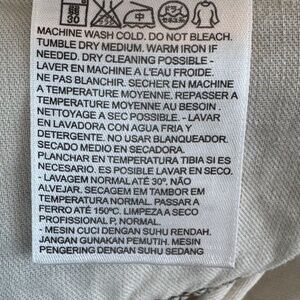 30
MACHINE WASH COLD. DO NOT BLEACH.
TUMBLE DRY MEDIUM. WARM IRON IF
NEEDED. DRY CLEANING POSSIBLE -
LAVER EN MACHINE A L'EAU FROIDE.
NE PAS BLANCHIR. SECHER EN MACHINE
A TEMPERATURE MOYENNE. REPASSER A
TEMPERATURE MOYENNE AU BESOIN.
NETTOYAGE A SEC POSSIBLE. - LAVAR
EN LAVADORA CON AGUA FRIA Y
DETERGENTE. NO USAR BLANQUEADOR.
SECADO MEDIO EN SECADORA.
PLANCHAR EN TEMPERATURA TIBIA SI ES
NECESARIO. ES POSIBLE LAVAR EN SECO.
- LAVAGEM NORMAL ATÉ 30º. NÃO
ALVEJAR. SECAGEM EM TAMBOR EM
TEMPERATURA NORMAL. PASSAR A
FERRO ATÉ 150ºC. LIMPEZA A SECO
PROFISSIONAL P, NORMAL.
- MESIN CUCI DENGAN SUHU RENDAH.
JANGAN GUNAKAN PEMUTIH. MESIN
PENGERING DENGAN SUHU SEDANG